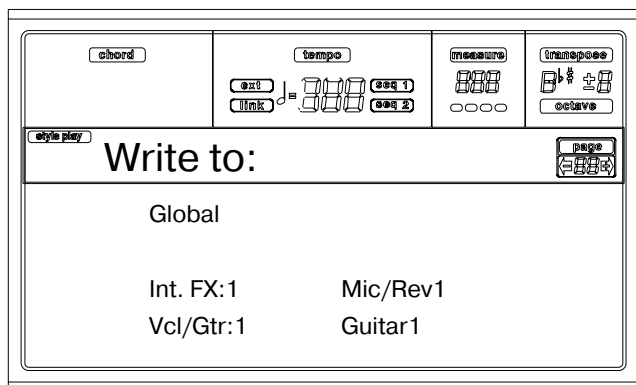 chord tempo measure transpose
ext seq 1
link seq 2 octave
style play Write to: page
Global
Int. FX:1 Mic/Rev1
Vcl/Gtr:1 Guitar1